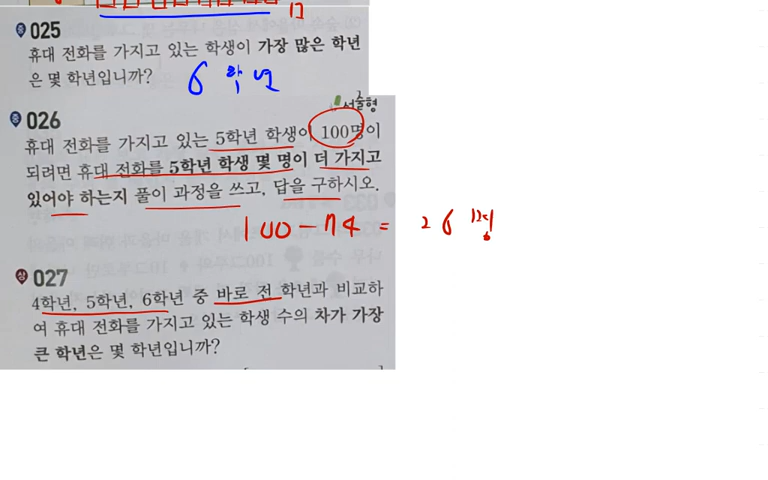 17
중 025
휴대 전화를 가지고 있는 학생이 가장 많은 학년
은 몇 학년입니까?
6 학년
서술형
중 026
휴대 전화를 가지고 있는 5학년 학생이 100명이
되려면 휴대 전화를 5학년 학생 몇 명이 더 가지고
있어야 하는지 풀이 과정을 쓰고, 답을 구하시오.
100-74 = 26명
상 027
4학년, 5학년, 6학년 중 바로 전 학년과 비교하
여 휴대 전화를 가지고 있는 학생 수의 차가 가장
큰 학년은 몇 학년입니까?